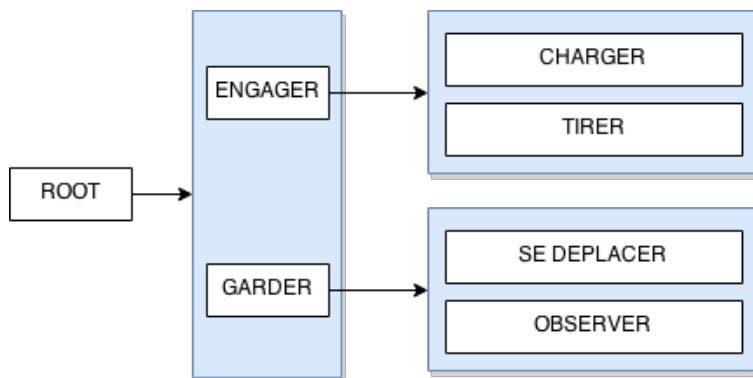 ROOT
ENGAGER
GARDER
CHARGER
TIRER
SE DEPLACER
OBSERVER